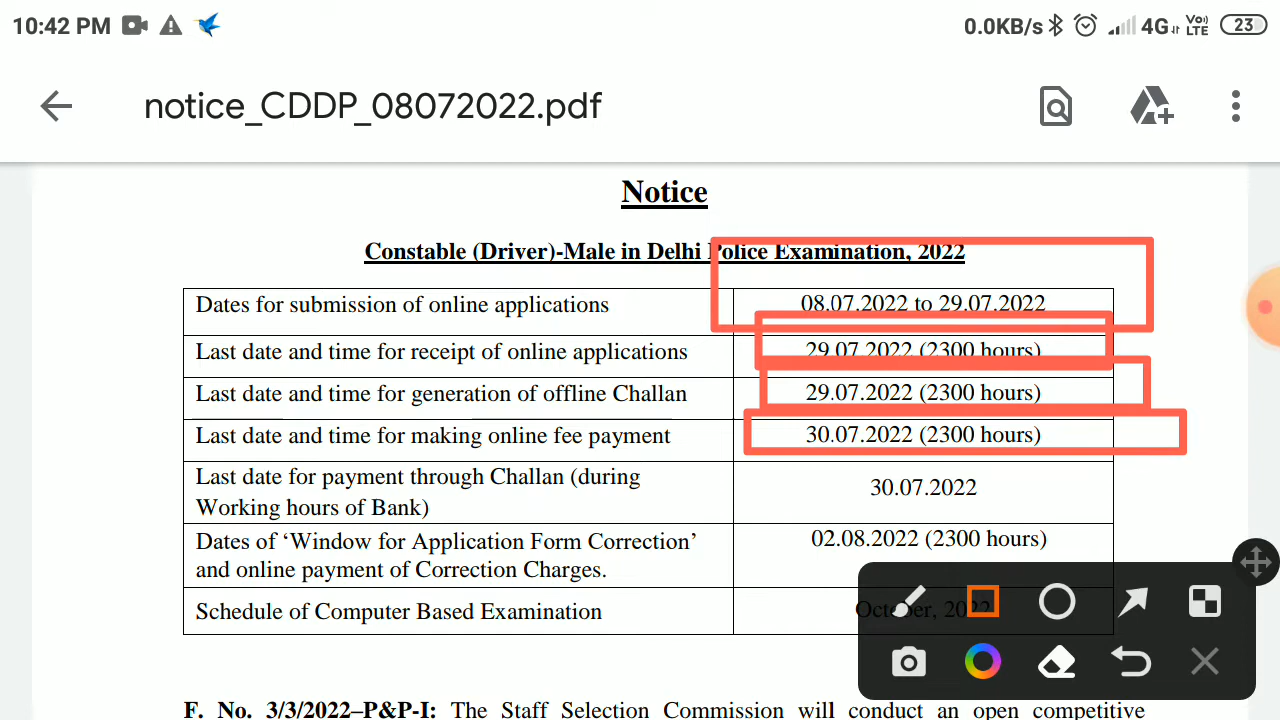 10:42 PM 0.0KB/s 4G Vo) LTE 23
notice_CDDP_08072022.pdf
Notice
Constable (Driver)-Male in Delhi Police Examination, 2022
Dates for submission of online applications 08.07.2022 to 29.07.2022
Last date and time for receipt of online applications 29.07.2022 (2300 hours)
Last date and time for generation of offline Challan 29.07.2022 (2300 hours)
Last date and time for making online fee payment 30.07.2022 (2300 hours)
Last date for payment through Challan (during
Working hours of Bank) 30.07.2022
Dates of ‘Window for Application Form Correction’
and online payment of Correction Charges. 02.08.2022 (2300 hours)
Schedule of Computer Based Examination October, 2022
F. No. 3/3/2022–P&P-I: The Staff Selection Commission will conduct an open competitive